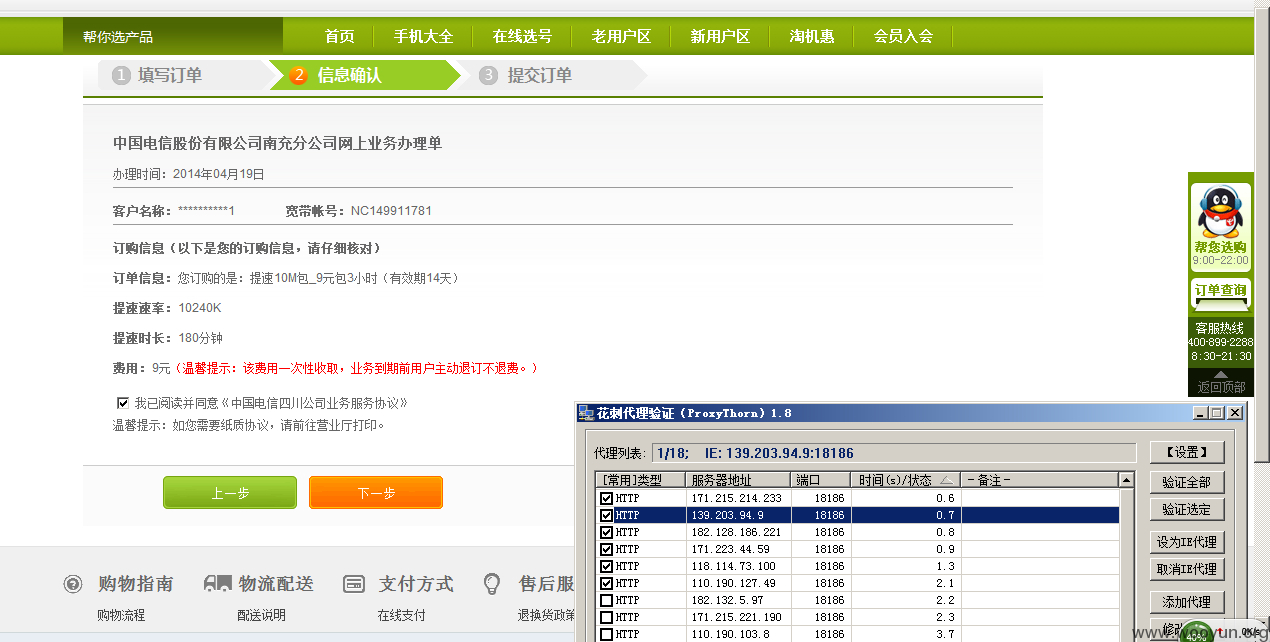 帮你选产品 首页 手机大全 在线选号 老用户区 新用户区 淘机惠 会员入会
1 填写订单 2 信息确认 3 提交订单
中国电信股份有限公司南充分公司网上业务办理单
办理时间：2014年04月19日
客户名称：**********1 宽带帐号：NC149911781
订购信息（以下是您的订购信息，请仔细核对）
订单信息：您订购的是：提速10M包_9元包3小时（有效期14天）
提速速率：10240K
提速时长：180分钟
费用：9元（温馨提示：该费用一次性收取，业务到期前用户主动退订不退费。）
我已阅读并同意《中国电信四川公司业务服务协议》
温馨提示：如您需要纸质协议，请前往营业厅打印。
上一步 下一步
购物指南 物流配送 支付方式 售后服
购物流程 配送说明 在线支付 退换货政策
帮您选购
9:00-22:00
订单查询
客服热线
400-899-2288
8:30-21:30
返回顶部
花刺代理验证（ProxyThorn）1.8
代理列表: 1/18; IE: 139.203.94.9:18186 【设置】
[常用]类型 服务器地址 端口 时间(s)/状态 -备注-
HTTP 171.215.214.233 18186 0.6
HTTP 139.203.94.9 18186 0.7
HTTP 182.128.186.221 18186 0.8
HTTP 171.223.44.59 18186 0.9
HTTP 118.114.73.100 18186 1.3
HTTP 110.190.127.49 18186 2.1
HTTP 182.132.5.97 18186 2.2
HTTP 171.215.221.190 18186 2.3
HTTP 110.190.103.8 18186 3.7
验证全部
验证选定
设为IE代理
取消IE代理
添加代理
www.wooyun.org